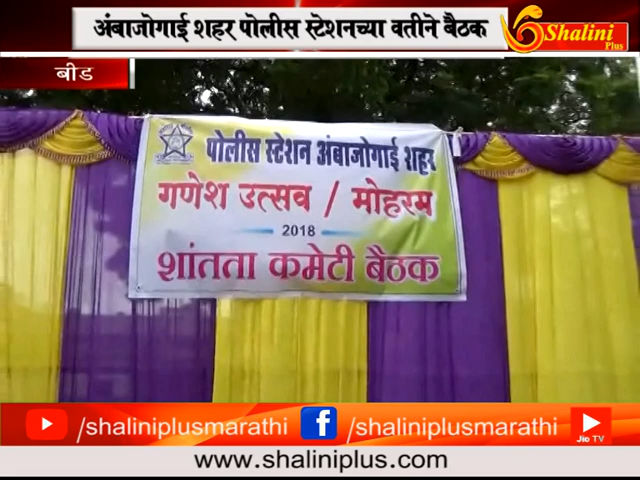 अंबाजोगाई शहर पोलीस स्टेशनच्या वतीने बैठक
Shalini
Plus
बीड
पोलीस स्टेशन अंबाजोगाई शहर
गणेश उत्सव / मोहरम
2018
शांतता कमेटी बैठक
/shaliniplusmarathi
/shaliniplusmarathi
Jio TV
www.shaliniplus.com